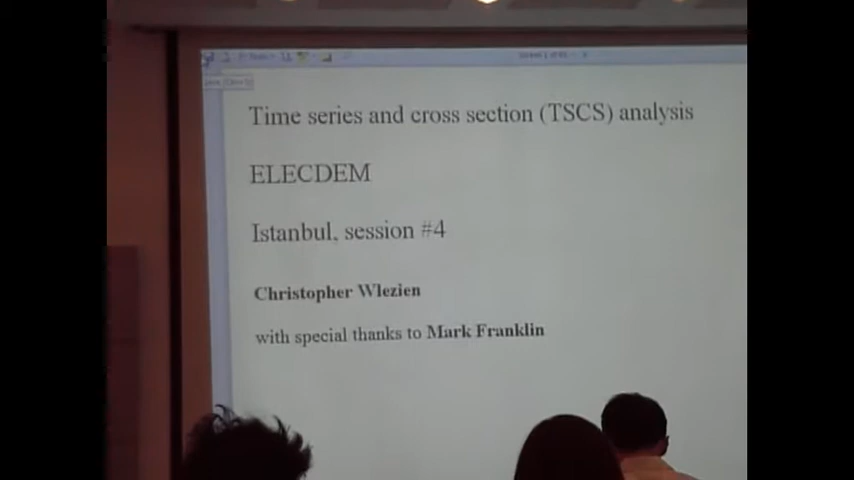 Time series and cross section (TSCS) analysis
ELECDEM
Istanbul, session #4
Christopher Wlezien
with special thanks to Mark Franklin